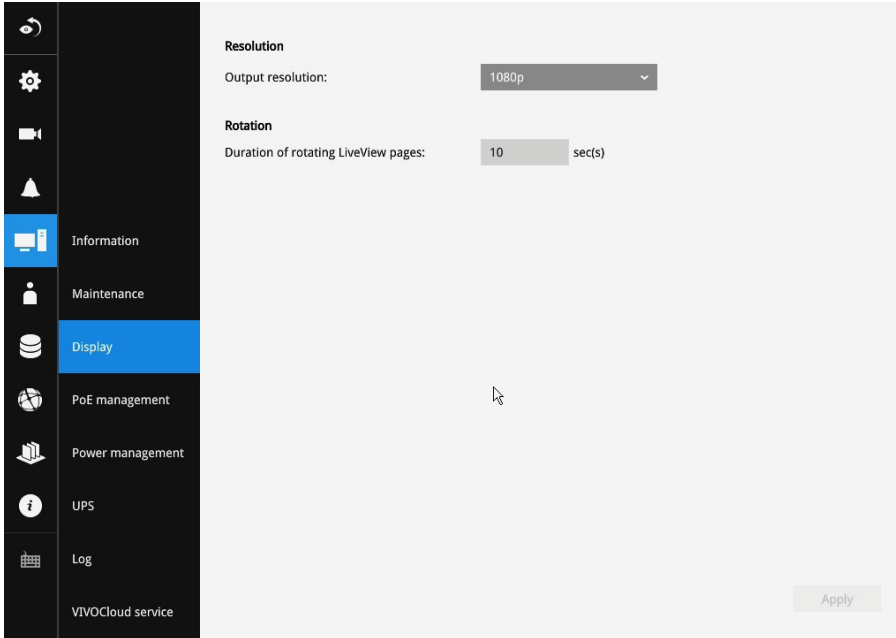 Resolution
Output resolution: 1080p
Rotation
Duration of rotating LiveView pages: 10 sec(s)
Information
Maintenance
Display
PoE management
Power management
UPS
Log
VIVOCloud service
Apply